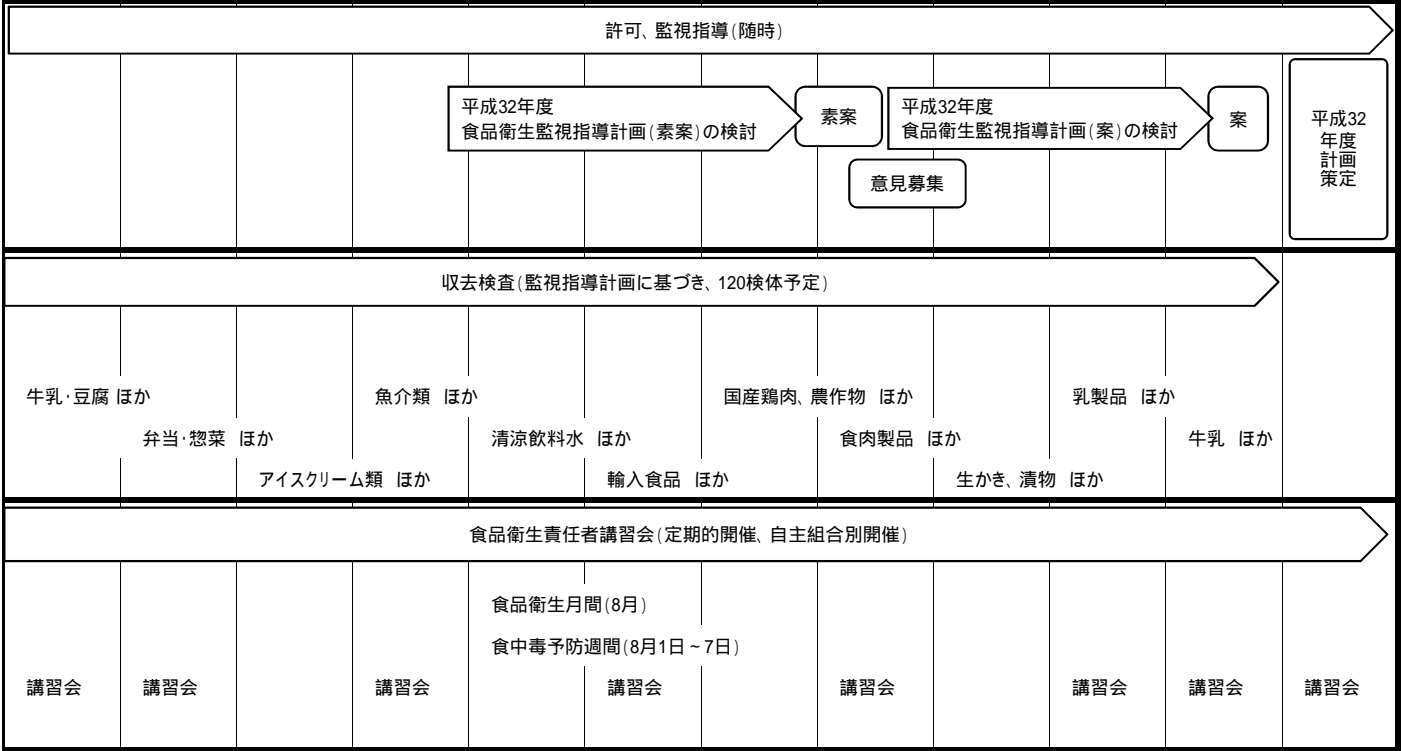 許可、監視指導(随時)
平成32年度
食品衛生監視指導計画(素案)の検討
素案
平成32年度
食品衛生監視指導計画(案)の検討
案
意見募集
平成32
年度
計画
策定
収去検査(監視指導計画に基づき、120検体予定)
牛乳・豆腐 ほか
魚介類 ほか
国産鶏肉、農作物 ほか
乳製品 ほか
弁当・惣菜 ほか
清涼飲料水 ほか
食肉製品 ほか
牛乳 ほか
アイスクリーム類 ほか
輸入食品 ほか
生かき、漬物 ほか
食品衛生責任者講習会(定期的開催、自主組合別開催)
食品衛生月間(8月)
食中毒予防週間(8月1日~7日)
講習会
講習会
講習会
講習会
講習会
講習会
講習会
講習会